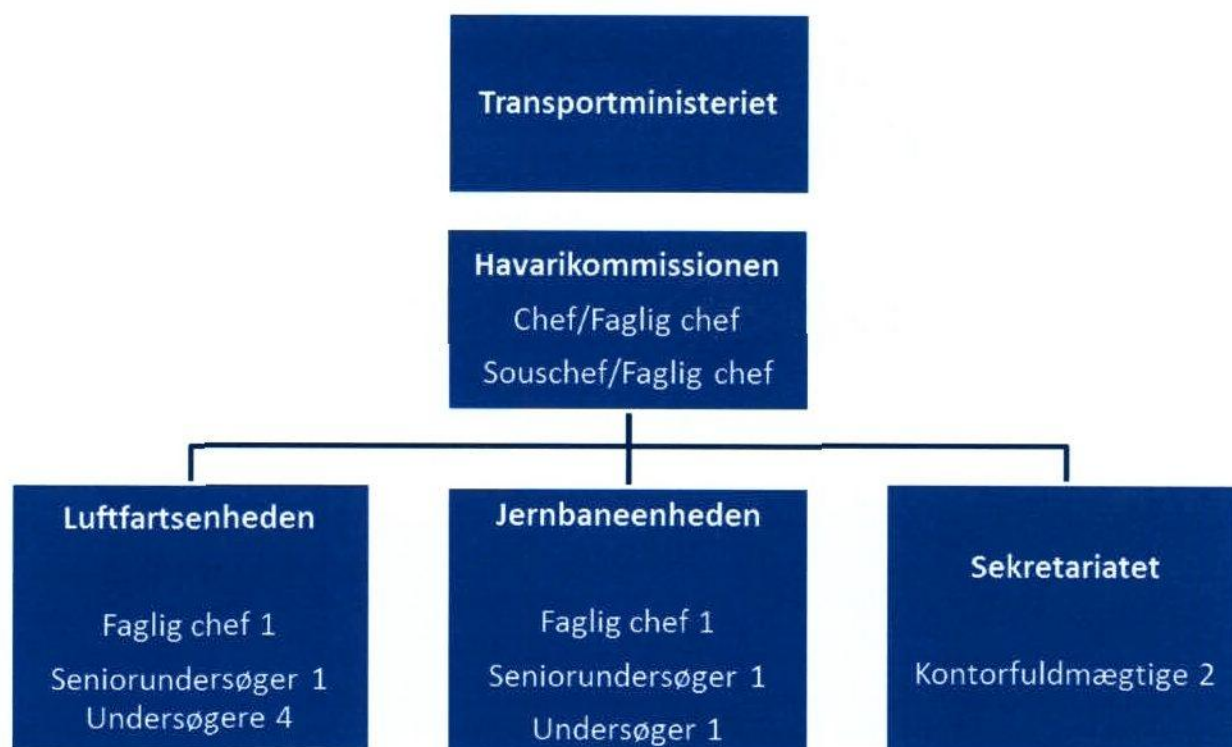 Transportministeriet
Havarikommissionen
Chef/Faglig chef
Souschef/Faglig chef
Luftfartsenheden
Faglig chef 1
Seniorundersøger 1
Undersøgere 4
Jernbaneenheden
Faglig chef 1
Seniorundersøger 1
Undersøger 1
Sekretariatet
Kontorfuldmægtige 2